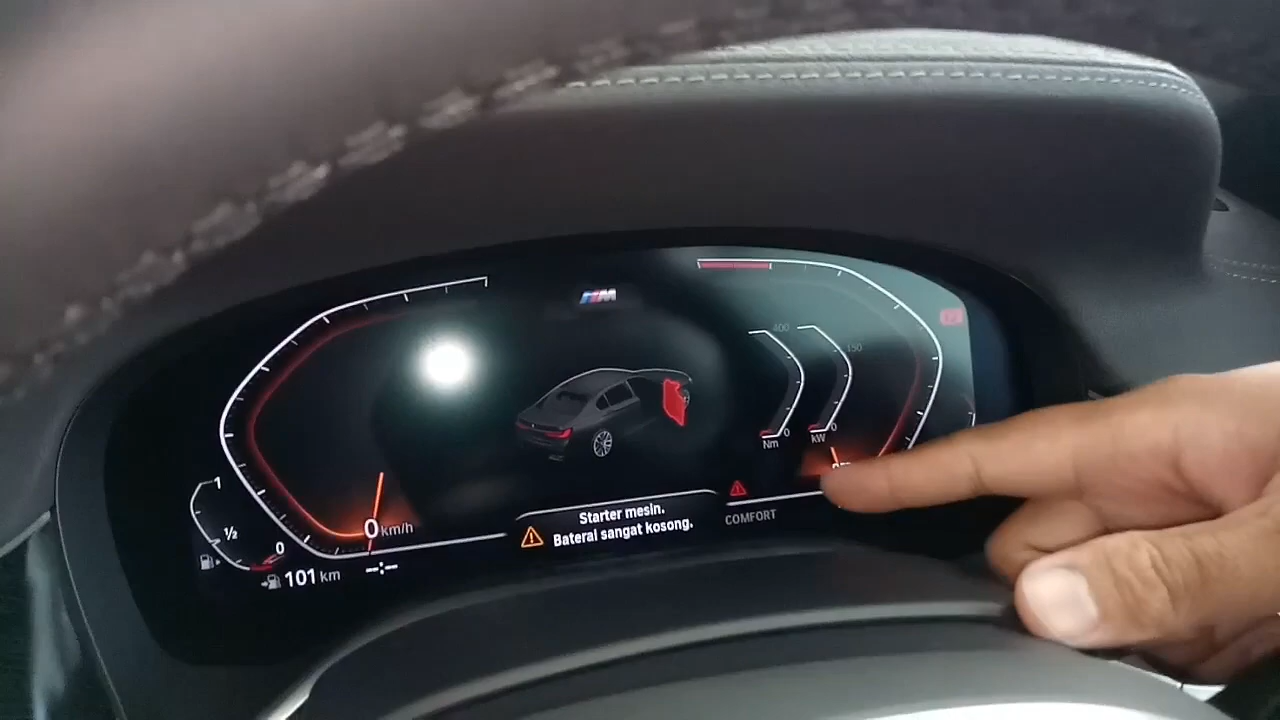 M
400
150
0
0
Nm
kW
OFF
1
1/2
0
0 km/h
Starter mesin.
Baterai sangat kosong.
COMFORT
101 km
-:-